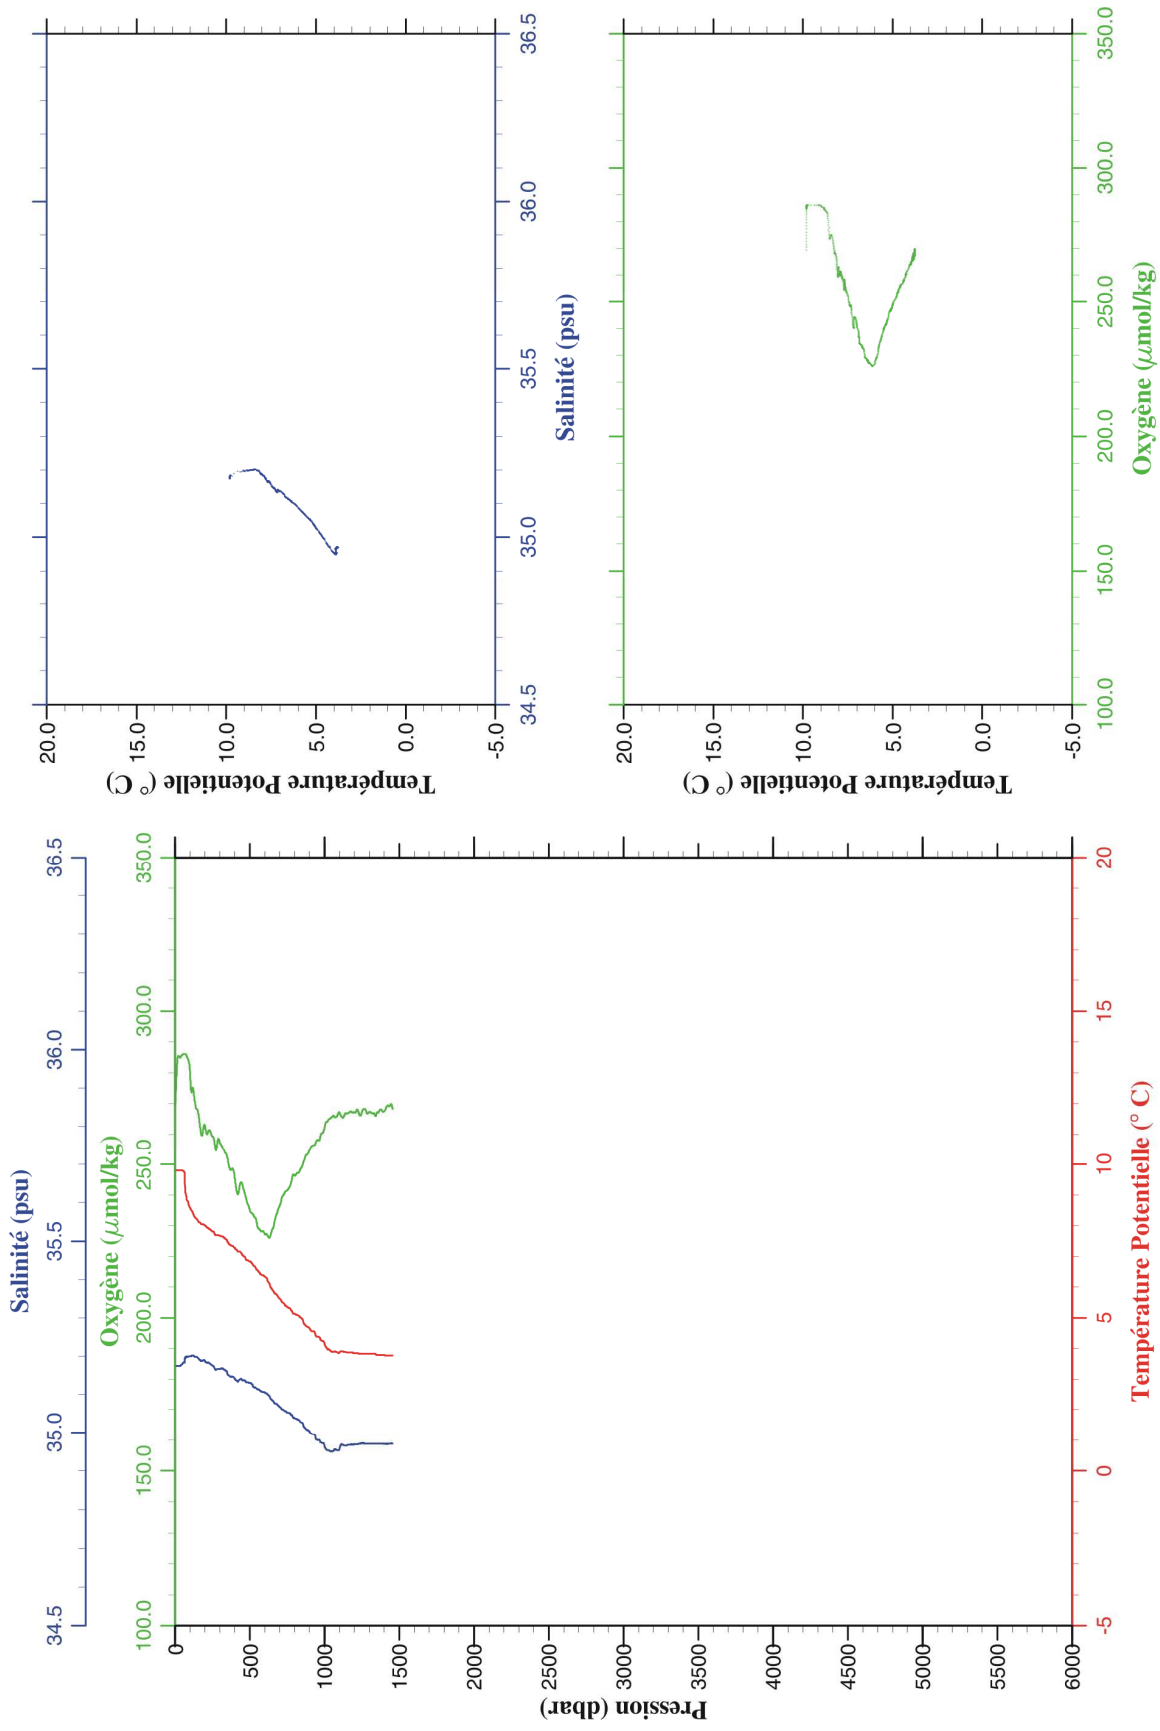 Salinité (psu)
34.5 35.0 35.5 36.0 36.5
Oxygène (μmol/kg)
100.0 150.0 200.0 250.0 300.0 350.0
Pression (dbar)
0
500
1000
1500
2000
2500
3000
3500
4000
4500
5000
5500
6000
-5 0 5 10 15 20
Température Potentielle (° C)
Température Potentielle (° C)
20.0
15.0
10.0
5.0
0.0
-5.0
34.5 35.0 35.5 36.0 36.5
Salinité (psu)
Température Potentielle (° C)
20.0
15.0
10.0
5.0
0.0
-5.0
100.0 150.0 200.0 250.0 300.0 350.0
Oxygène (μmol/kg)